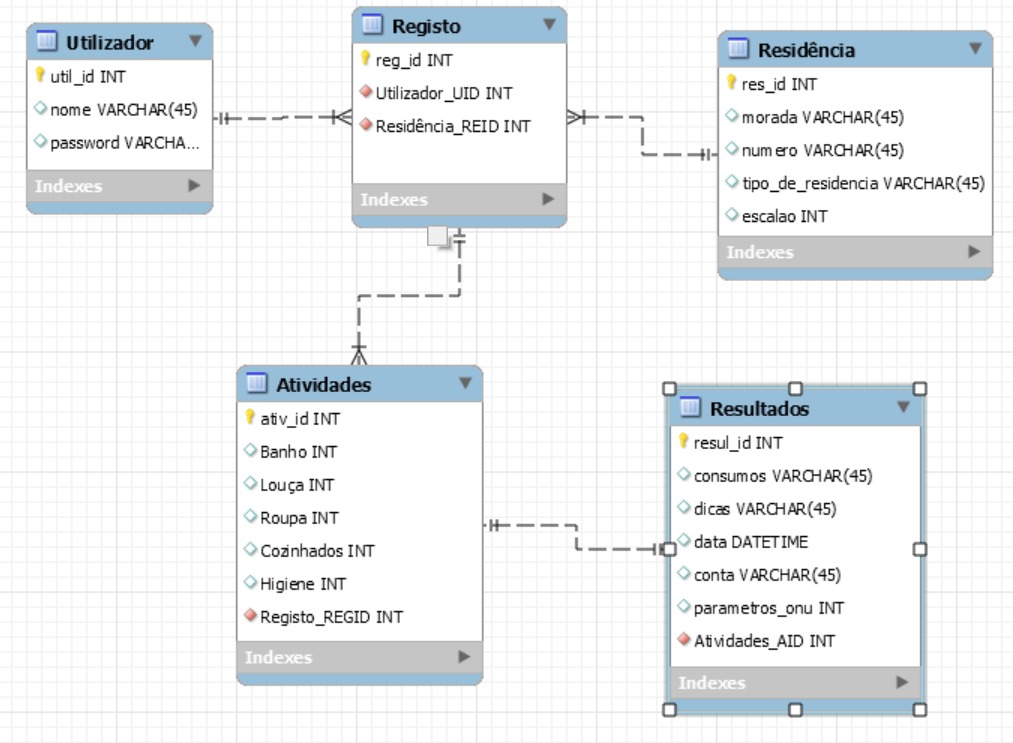 Utilizador
util_id INT
nome VARCHAR(45)
password VARCHA...
Indexes
Registo
reg_id INT
Utilizador_UID INT
Residência_REID INT
Indexes
Residência
res_id INT
morada VARCHAR(45)
numero VARCHAR(45)
tipo_de_residencia VARCHAR(45)
escalao INT
Indexes
Atividades
ativ_id INT
Banho INT
Louça INT
Roupa INT
Cozinhados INT
Higiene INT
Registo_REGID INT
Indexes
Resultados
resul_id INT
consumos VARCHAR(45)
dicas VARCHAR(45)
data DATETIME
conta VARCHAR(45)
parametros_onu INT
Atividades_AID INT
Indexes